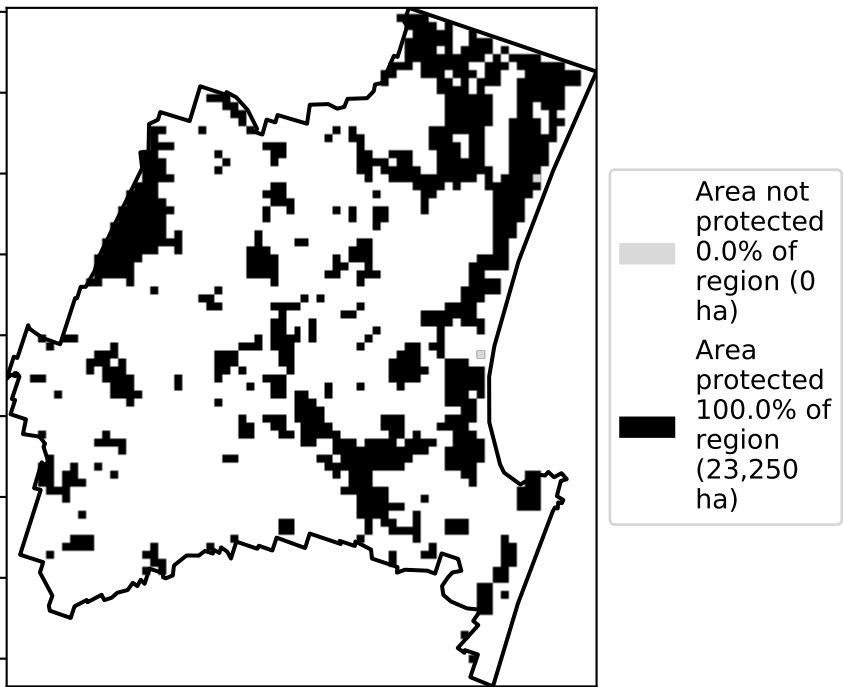 Area not
protected
0.0% of
region (0
ha)
Area
protected
100.0% of
region
(23,250
ha)